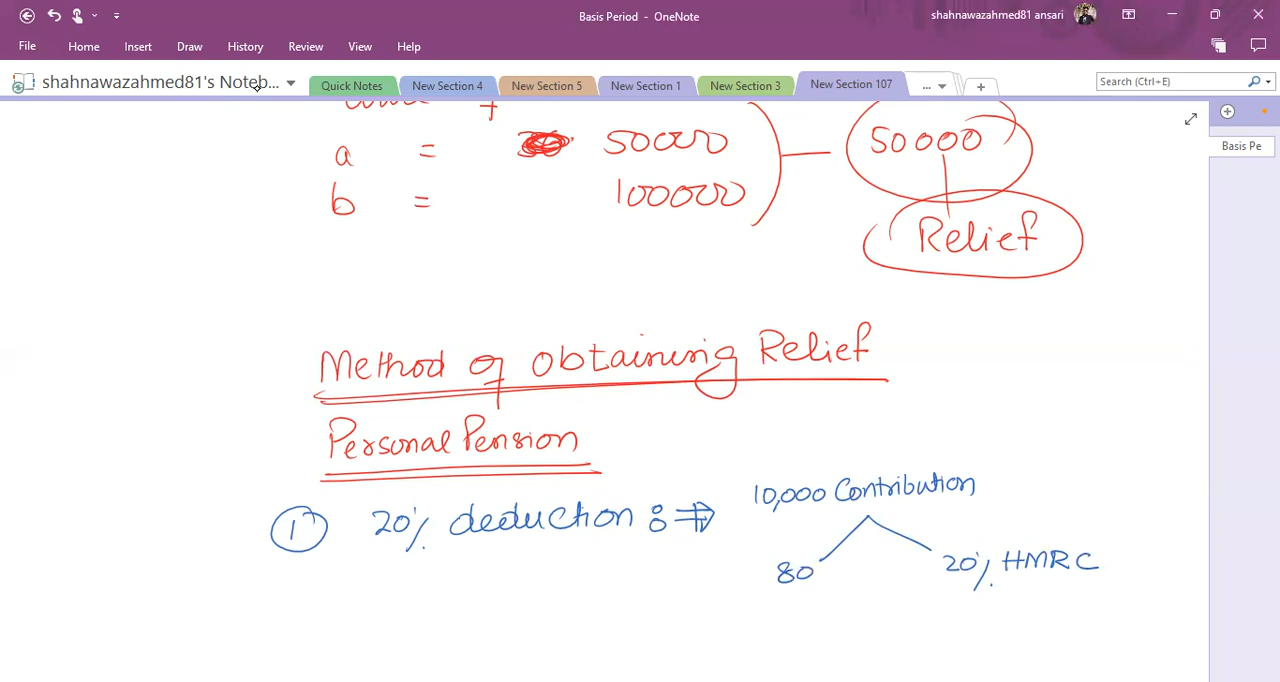 Basis Period - OneNote
shahnawazahmed81 ansari
File Home Insert Draw History Review View Help
shahnawazahmed81's Noteb...
Quick Notes
New Section 4
New Section 5
New Section 1
New Section 3
New Section 107
...
Search (Ctrl+E)
Basis Pe
a = 50000
b = 100000
50000
Relief
Method of Obtaining Relief
Personal Pension
10,000 Contribution
1 20% deduction :⇒
80 20% HMRC